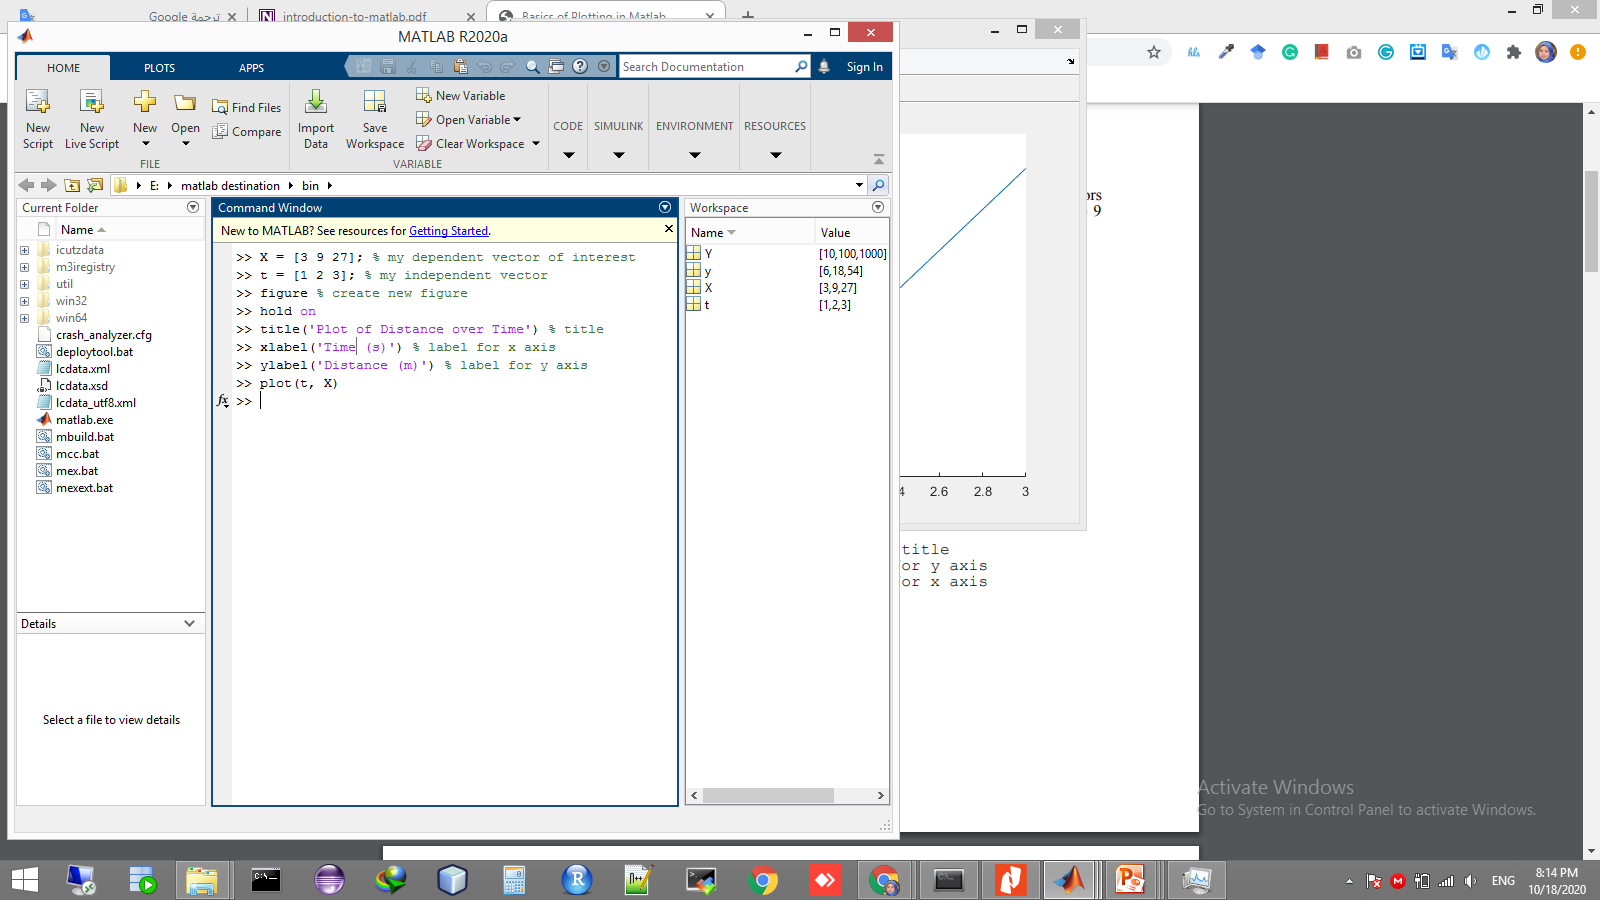 ترجمة Google
introduction-to-matlab.pdf
Basics of Plotting in Matlab
MATLAB R2020a
HOME
PLOTS
APPS
Search Documentation
Sign In
New Script
New Live Script
New
Open
Find Files
Compare
FILE
Import Data
Save Workspace
New Variable
Open Variable
Clear Workspace
VARIABLE
CODE
SIMULINK
ENVIRONMENT
RESOURCES
E:
matlab destination
bin
Current Folder
Name
icutzdata
m3iregistry
util
win32
win64
crash_analyzer.cfg
deploytool.bat
lcdata.xml
lcdata.xsd
lcdata_utf8.xml
matlab.exe
mbuild.bat
mcc.bat
mex.bat
mexext.bat
Details
Select a file to view details
Command Window
New to MATLAB? See resources for Getting Started.
>> X = [3 9 27]; % my dependent vector of interest
>> t = [1 2 3]; % my independent vector
>> figure % create new figure
>> hold on
>> title('Plot of Distance over Time') % title
>> xlabel('Time (s)') % label for x axis
>> ylabel('Distance (m)') % label for y axis
>> plot(t, X)
fx >>
Workspace
Name Value
Y [10,100,1000]
y [6,18,54]
X [3,9,27]
t [1,2,3]
ors
9
4 2.6 2.8 3
title
or y axis
or x axis
Activate Windows
Go to System in Control Panel to activate Windows.
ENG
8:14 PM
10/18/2020